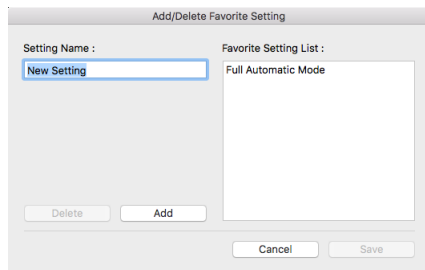 Add/Delete Favorite Setting
Setting Name :
New Setting
Favorite Setting List :
Full Automatic Mode
Delete
Add
Cancel
Save